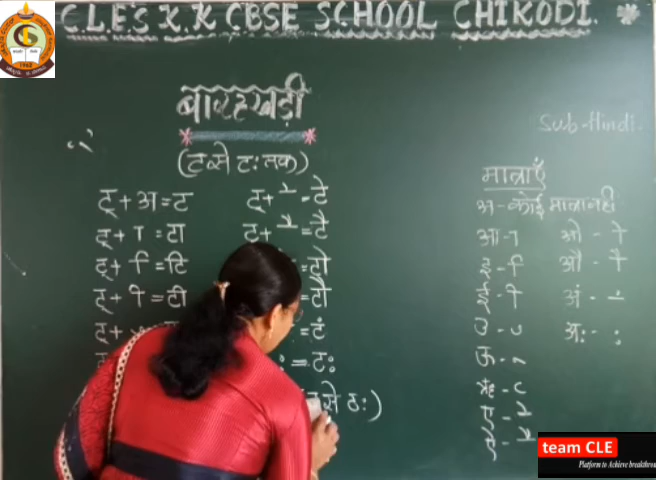 C.L.E'S K.K CBSE SCHOOL CHIKODI.
बारहखड़ी
Sub-Hindi.
(ट से टः तक)
ट् + अ = ट
ट् + ा = टा
ट् + ि = टि
ट् + ी = टी
ट् +
ट + े = टे
ट + ै = टै
= टो
= टौ
= टं
: = टः
से ठः)
मात्राएँ
अ - कोई मात्रा नहीं
आ - ा
इ - ि
ई - ी
उ - ु
ऊ - ू
ऋ - ृ
ए - े
ऐ - ै
ओ - ो
औ - ौ
अं - ं
अः - :
team CLE
Platform to Achieve breakthrou